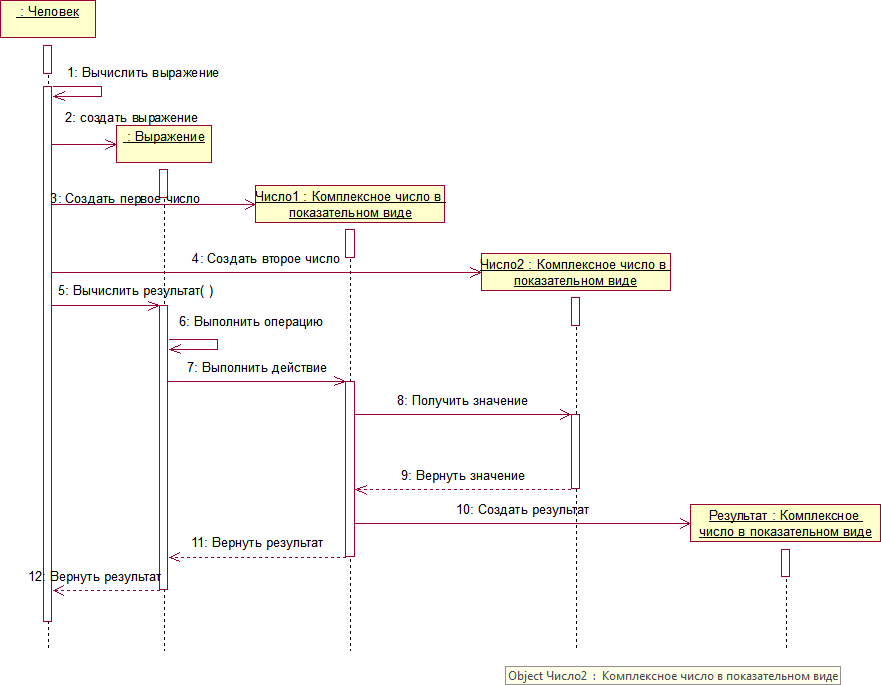 : Человек
1: Вычислить выражение
2: создать выражение
: Выражение
3: Создать первое число
Число1 : Комплексное число в
показательном виде
4: Создать второе число
Число2 : Комплексное число в
показательном виде
5: Вычислить результат( )
6: Выполнить операцию
7: Выполнить действие
8: Получить значение
9: Вернуть значение
10: Создать результат
Результат : Комплексное
число в показательном виде
11: Вернуть результат
12: Вернуть результат
Object Число2 : Комплексное число в показательном виде